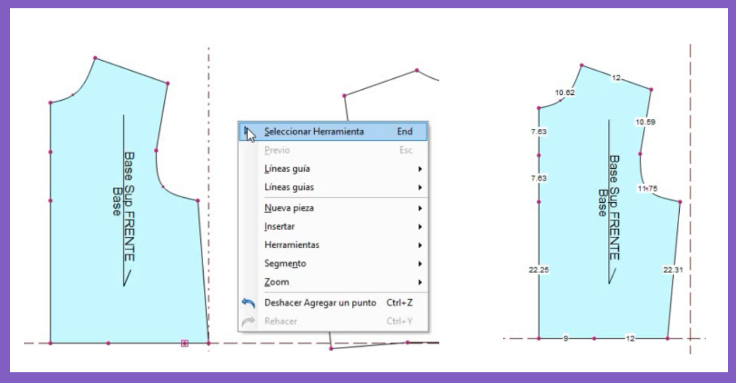 Base Sup FRENTE
Base
Seleccionar Herramienta End
Previo Esc
Líneas guía
Líneas guias
Nueva pieza
Insertar
Herramientas
Segmento
Zoom
Deshacer Agregar un punto Ctrl+Z
Rehacer Ctrl+Y
12
10.62
10.59
7.63
7.63
11.75
Base Sup FRENTE
Base
22.25
22.31
9
12